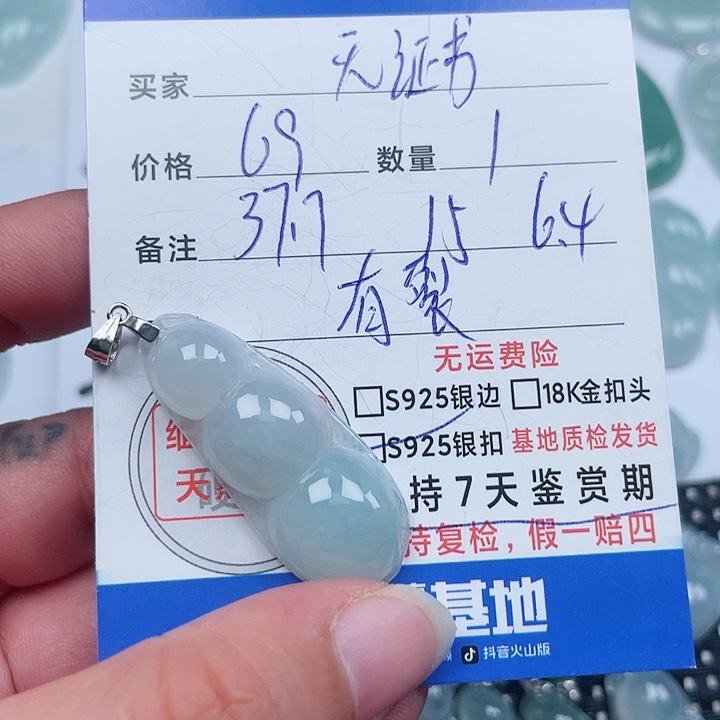 买家 无证书
价格 69 数量 1
备注 37.7 15 6.4
有裂
无运费险
S925银边 18K金扣头
S925银扣 基地质检发货
持7天鉴赏期
持复检，假一赔四
天
基地
抖音火山版